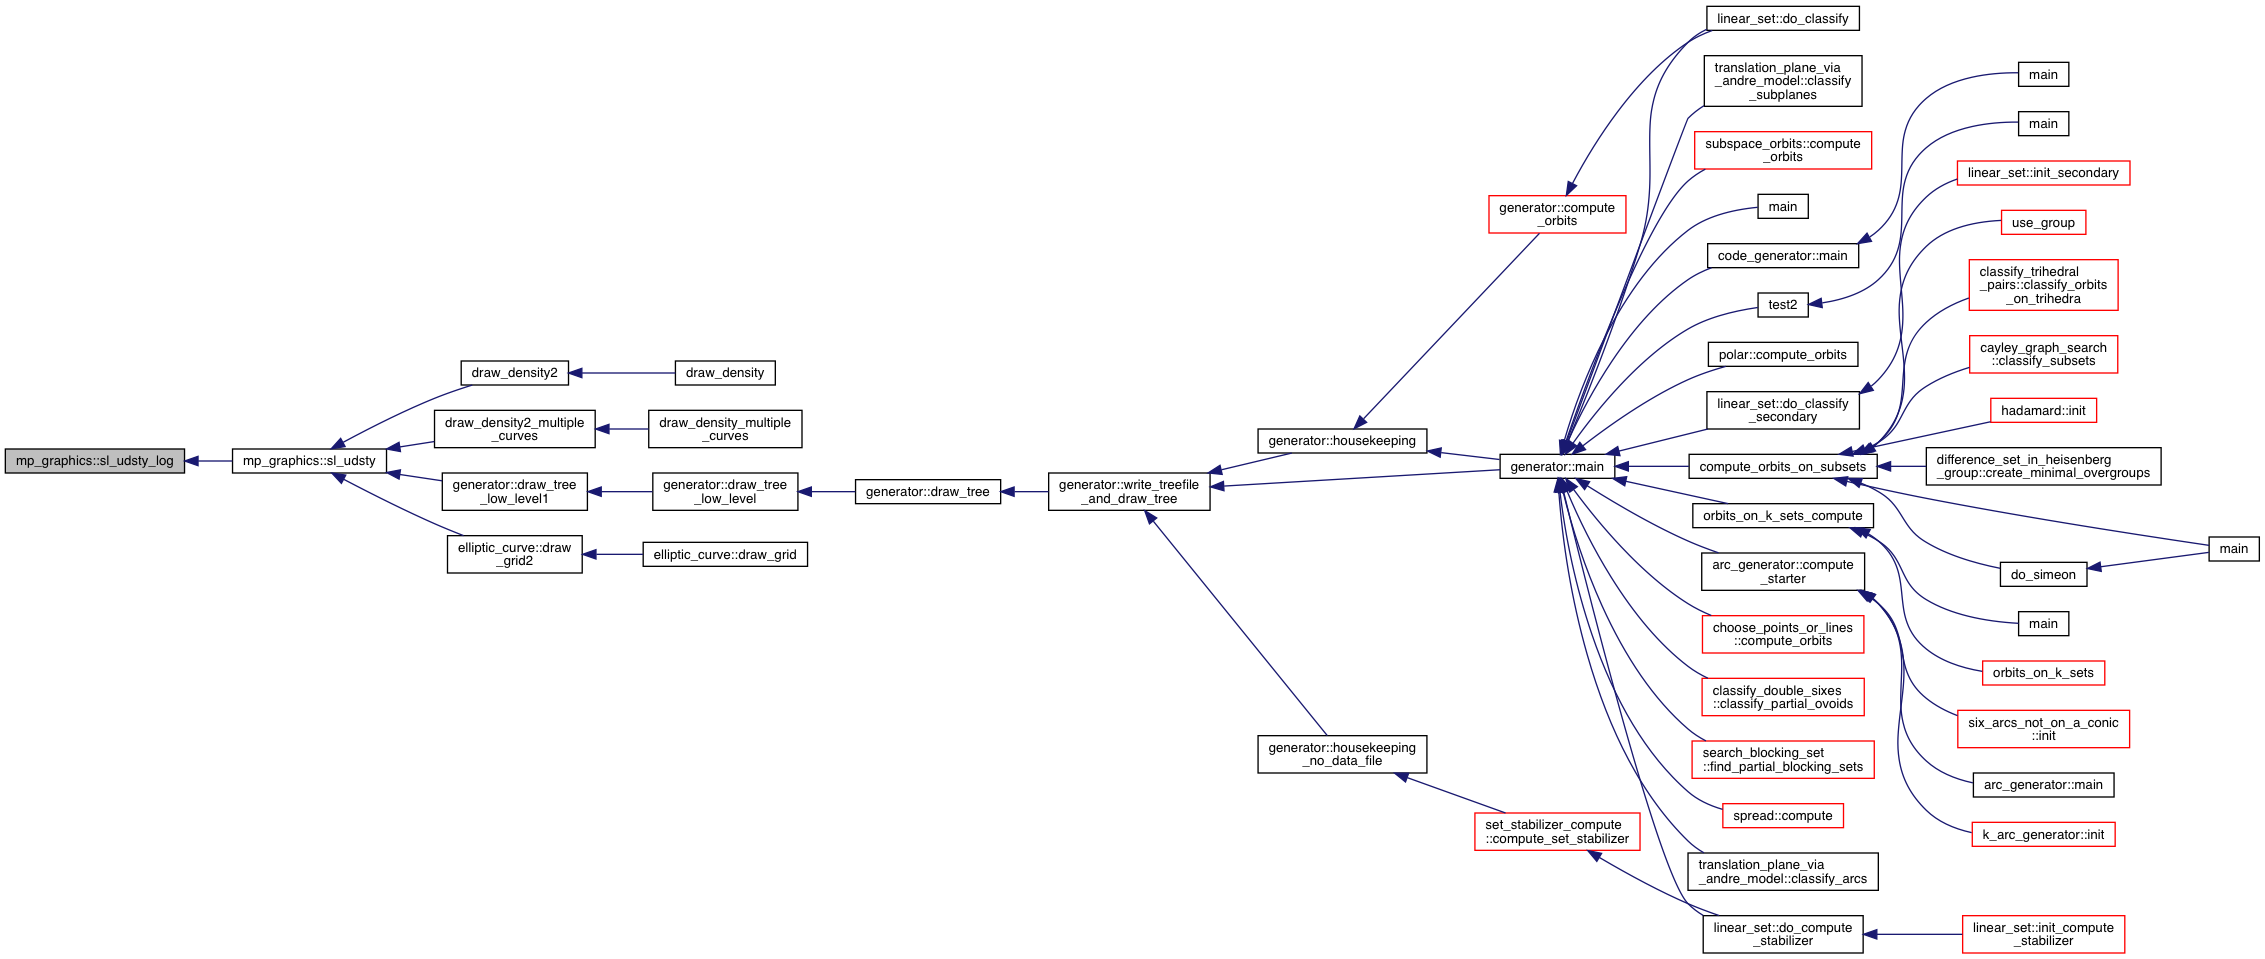 mp_graphics::sl_udsty_log
mp_graphics::sl_udsty
draw_density2
draw_density
draw_density2_multiple
_curves
draw_density_multiple
_curves
generator::draw_tree
_low_level1
generator::draw_tree
_low_level
generator::draw_tree
elliptic_curve::draw
_grid2
elliptic_curve::draw_grid
generator::write_treefile
_and_draw_tree
generator::housekeeping
generator::housekeeping
_no_data_file
generator::compute
_orbits
generator::main
set_stabilizer_compute
::compute_set_stabilizer
linear_set::do_classify
translation_plane_via
_andre_model::classify
_subplanes
subspace_orbits::compute
_orbits
main
code_generator::main
test2
polar::compute_orbits
linear_set::do_classify
_secondary
compute_orbits_on_subsets
orbits_on_k_sets_compute
arc_generator::compute
_starter
choose_points_or_lines
::compute_orbits
classify_double_sixes
::classify_partial_ovoids
search_blocking_set
::find_partial_blocking_sets
spread::compute
translation_plane_via
_andre_model::classify_arcs
linear_set::do_compute
_stabilizer
main
main
linear_set::init_secondary
use_group
classify_trihedral
_pairs::classify_orbits
_on_trihedra
cayley_graph_search
::classify_subsets
hadamard::init
difference_set_in_heisenberg
_group::create_minimal_overgroups
do_simeon
main
main
orbits_on_k_sets
six_arcs_not_on_a_conic
::init
arc_generator::main
k_arc_generator::init
linear_set::init_compute
_stabilizer